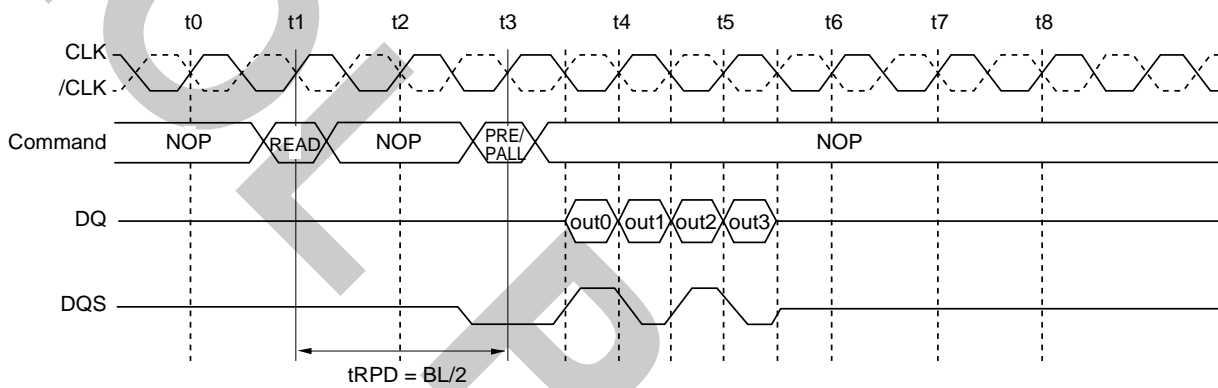 t0 t1 t2 t3 t4 t5 t6 t7 t8
CLK
/CLK
Command NOP READ NOP PRE/PALL NOP
DQ out0 out1 out2 out3
DQS
tRPD = BL/2